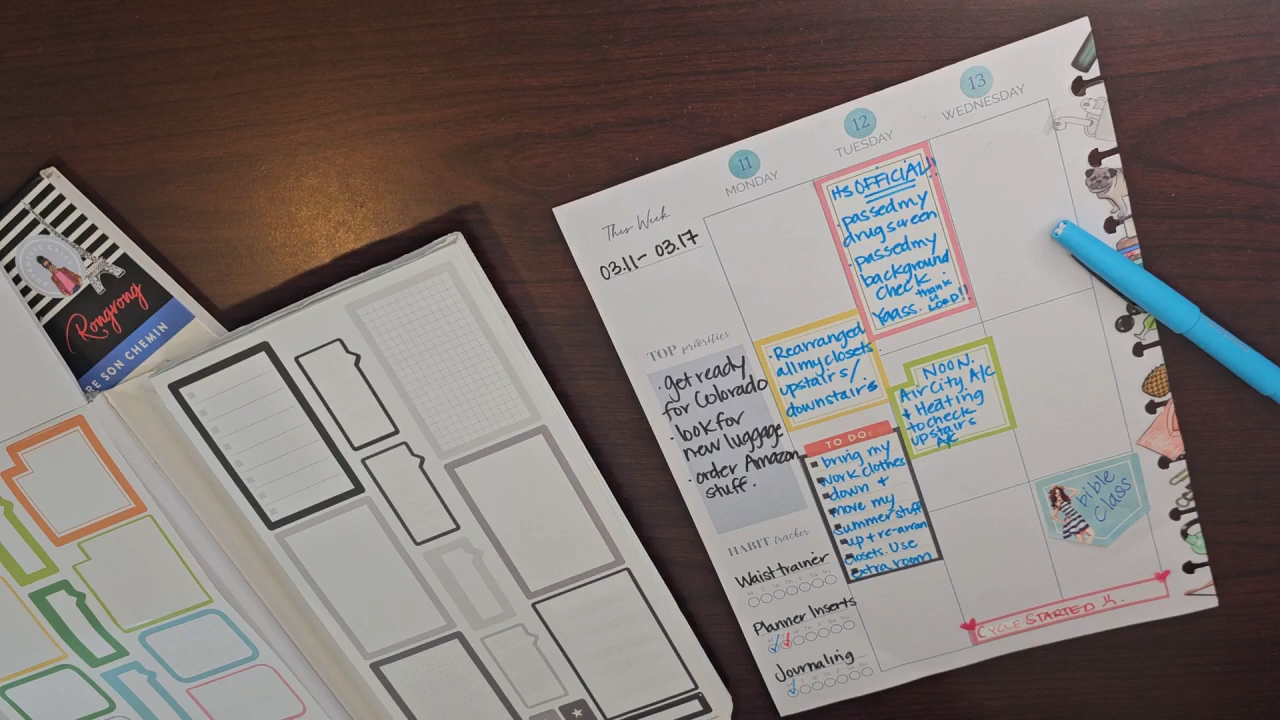 Rongrong
RE SON CHEMIN
This Week
03.11 - 03.17
TOP priorities
· get ready
for Colorado
· look for
new luggage
· order Amazon
stuff.
HABIT tracker
Waist trainer
Planner Inserts
Journaling
11
MONDAY
· Rearranged
all my closets
upstairs/
downstairs
TO DO:
bring my
work clothes
down +
move my
summer stuff
up + re-arran
closets. Use
extra room
12
TUESDAY
Its OFFICIAL!!
· passed my
drug screen
· passed my
background
check
Yaass. thank
u
LORD!!
NOON.
Air City A/C
+ Heating
to check
upstairs
A/C
13
WEDNESDAY
bible
class
CYCLE STARTED